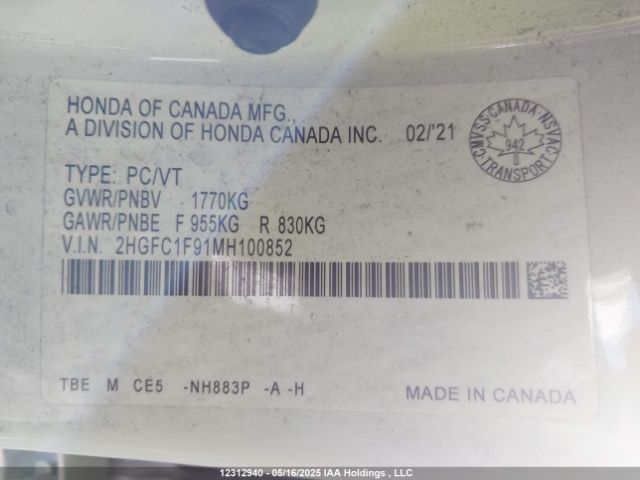 HONDA OF CANADA MFG.,
A DIVISION OF HONDA CANADA INC. 02/'21
CMVSS-CANADA-NSVAC
942
TRANSPORT
TYPE: PC/VT
GVWR/PNBV 1770KG
GAWR/PNBE F 955KG R 830KG
V.I.N. 2HGFC1F91MH100852
TBE M CE5 -NH883P -A -H
MADE IN CANADA
12312940 - 05/16/2025 IAA Holdings , LLC